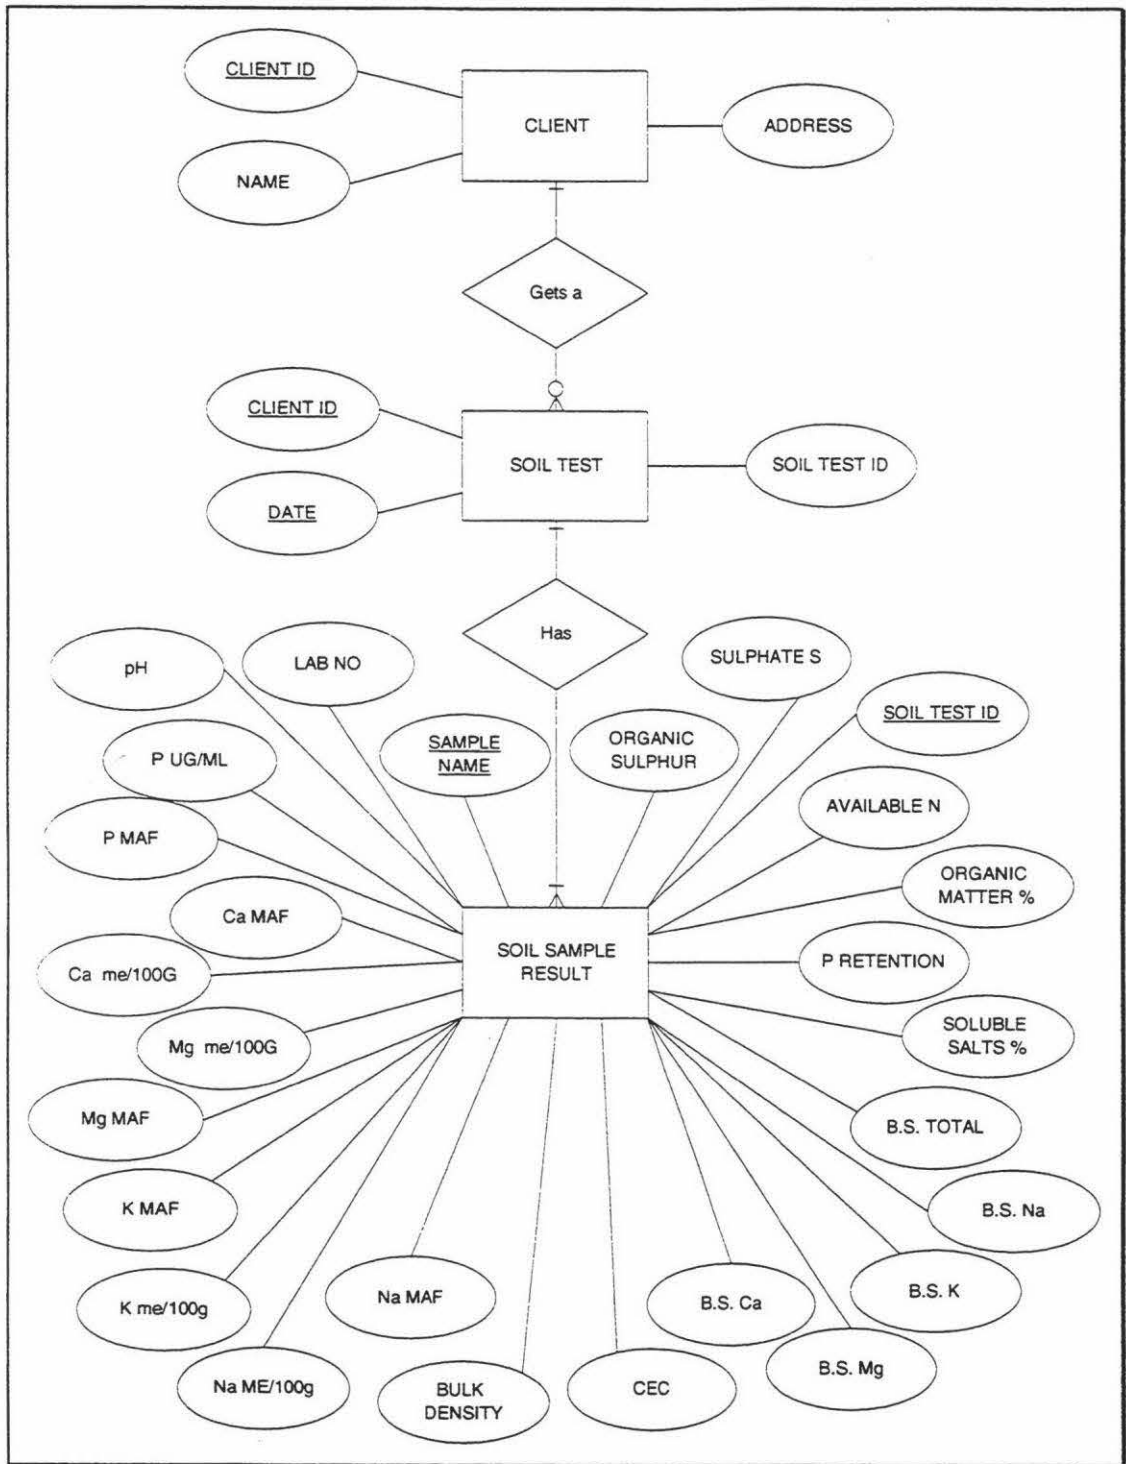 CLIENT ID
CLIENT
ADDRESS
NAME
Gets a
CLIENT ID
SOIL TEST
SOIL TEST ID
DATE
Has
pH
LAB NO
SULPHATE S
SOIL TEST ID
SAMPLE
NAME
ORGANIC
SULPHUR
P UG/ML
AVAILABLE N
P MAF
ORGANIC
MATTER %
Ca MAF
SOIL SAMPLE
RESULT
P RETENTION
Ca me/100G
Mg me/100G
SOLUBLE
SALTS %
Mg MAF
B.S. TOTAL
K MAF
B.S. Na
K me/100g
Na MAF
B.S. Ca
B.S. K
Na ME/100g
BULK
DENSITY
CEC
B.S. Mg